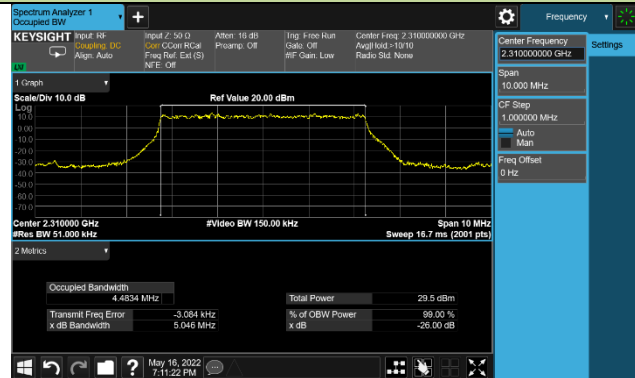 Spectrum Analyzer 1
Occupied BW
Frequency
KEYSIGHT
Input: RF
Coupling: DC
Align: Auto
Input Z: 50 Ω
Corr CCorr RCal
Freq Ref: Ext (S)
NFE: Off
Atten: 16 dB
Preamp: Off
Trig: Free Run
Gate: Off
#IF Gain: Low
Center Freq: 2.310000000 GHz
Avg|Hold:>10/10
Radio Std: None
LVI
Center Frequency
2.310000000 GHz
Settings
Span
10.000 MHz
CF Step
1.000000 MHz
Auto
Man
Freq Offset
0 Hz
1 Graph
Scale/Div 10.0 dB
Ref Value 20.00 dBm
Log
10.0
0.00
-10.0
-20.0
-30.0
-40.0
-50.0
-60.0
-70.0
Center 2.310000 GHz
#Video BW 150.00 kHz
Span 10 MHz
#Res BW 51.000 kHz
Sweep 16.7 ms (2001 pts)
2 Metrics
Occupied Bandwidth
4.4834 MHz
Total Power 29.5 dBm
Transmit Freq Error -3.084 kHz
% of OBW Power 99.00 %
x dB Bandwidth 5.046 MHz
x dB -26.00 dB
May 16, 2022
7:11:22 PM